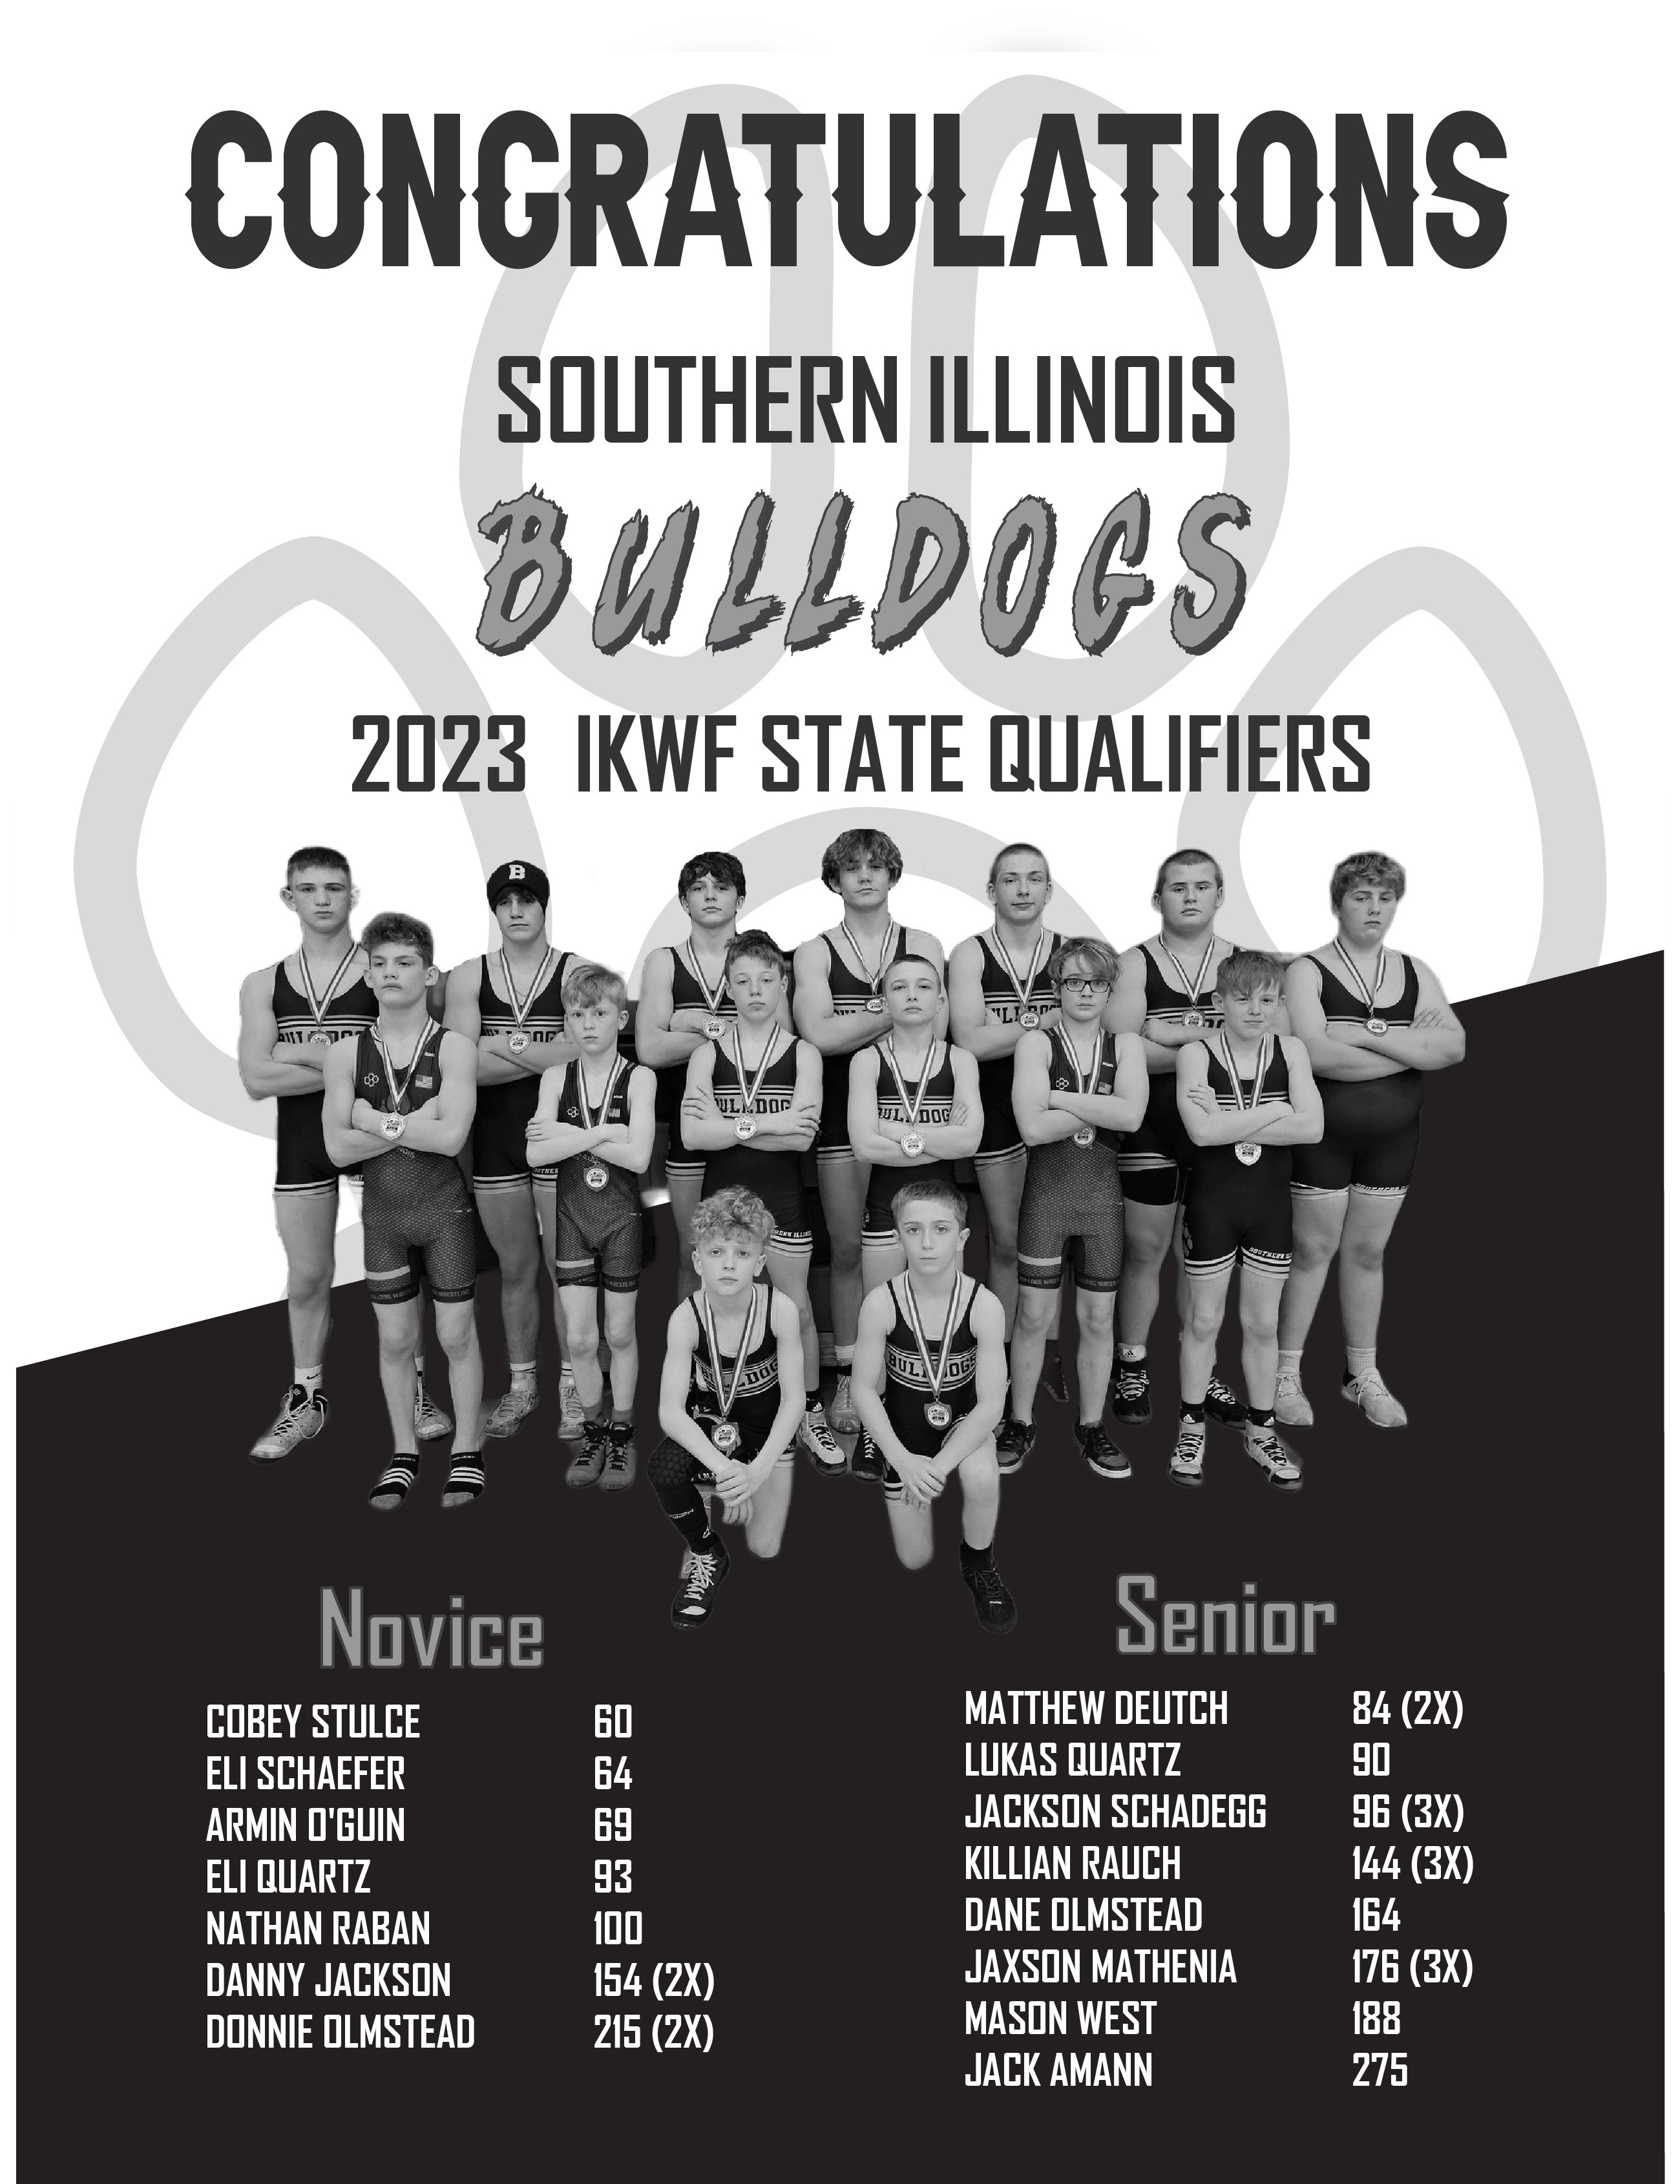 CONGRATULATIONS
SOUTHERN ILLINOIS
BULLDOGS
2023 IKWF STATE QUALIFIERS
B
BULLDOGS
BULLDOGS
Novice
COBEY STULCE 60
ELI SCHAEFER 64
ARMIN O'GUIN 69
ELI QUARTZ 93
NATHAN RABAN 100
DANNY JACKSON 154 (2X)
DONNIE OLMSTEAD 215 (2X)
Senior
MATTHEW DEUTCH 84 (2X)
LUKAS QUARTZ 90
JACKSON SCHADEGG 96 (3X)
KILLIAN RAUCH 144 (3X)
DANE OLMSTEAD 164
JAXSON MATHENIA 176 (3X)
MASON WEST 188
JACK AMANN 275